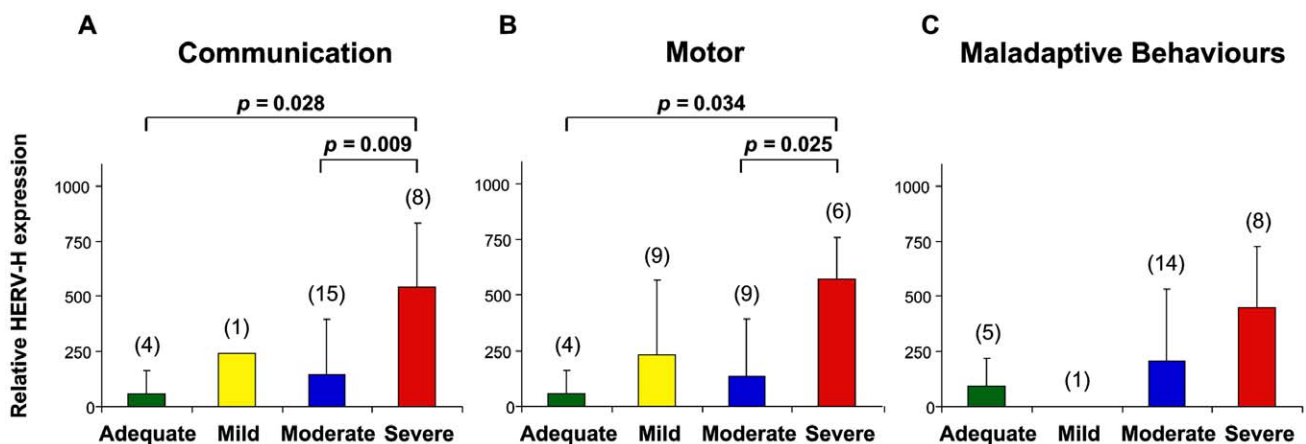 A
Communication
p = 0.028
p = 0.009
Relative HERV-H expression
1000
750
500
250
0
(4)
(1)
(15)
(8)
Adequate Mild Moderate Severe
B
Motor
p = 0.034
p = 0.025
1000
750
500
250
0
(4)
(9)
(9)
(6)
Adequate Mild Moderate Severe
C
Maladaptive Behaviours
1000
750
500
250
0
(5)
(1)
(14)
(8)
Adequate Mild Moderate Severe